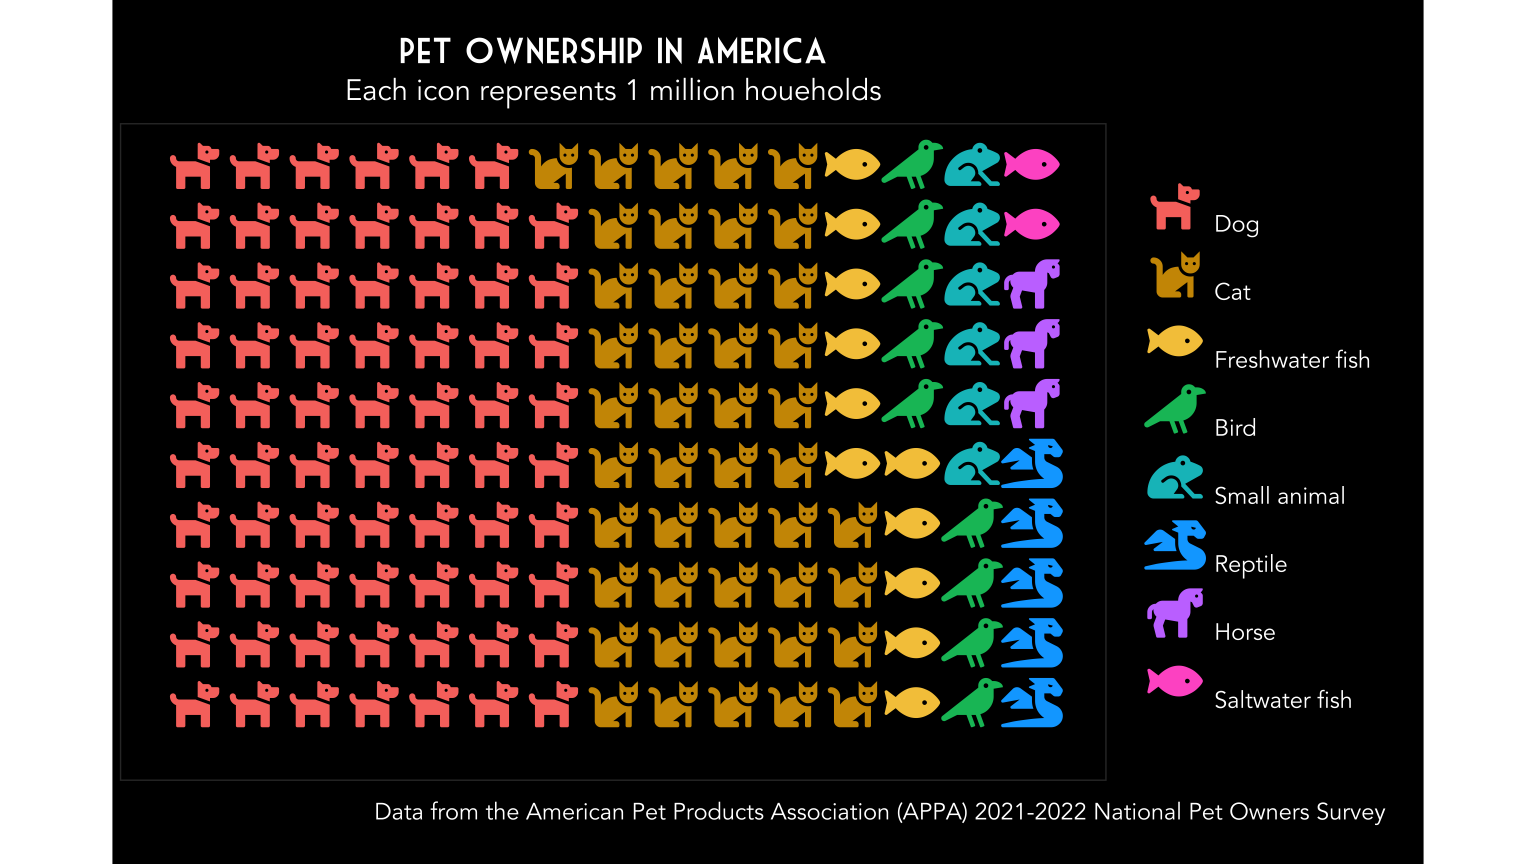 PET OWNERSHIP IN AMERICA
Each icon represents 1 million houeholds
Dog
Cat
Freshwater fish
Bird
Small animal
Reptile
Horse
Saltwater fish
Data from the American Pet Products Association (APPA) 2021-2022 National Pet Owners Survey